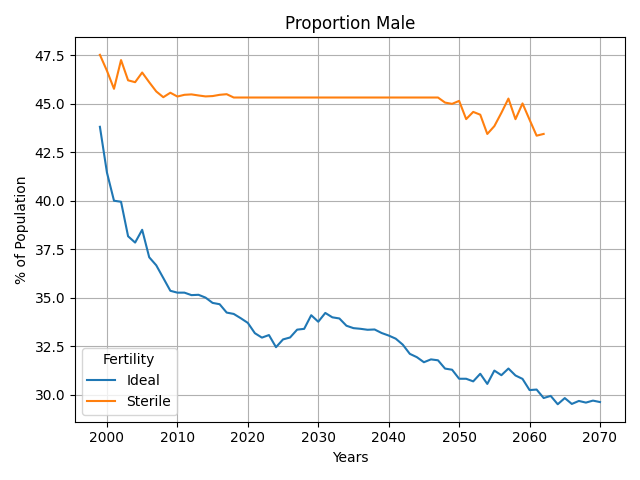 Proportion Male
% of Population
47.5
45.0
42.5
40.0
37.5
35.0
32.5
30.0
Fertility
Ideal
Sterile
2000 2010 2020 2030 2040 2050 2060 2070
Years